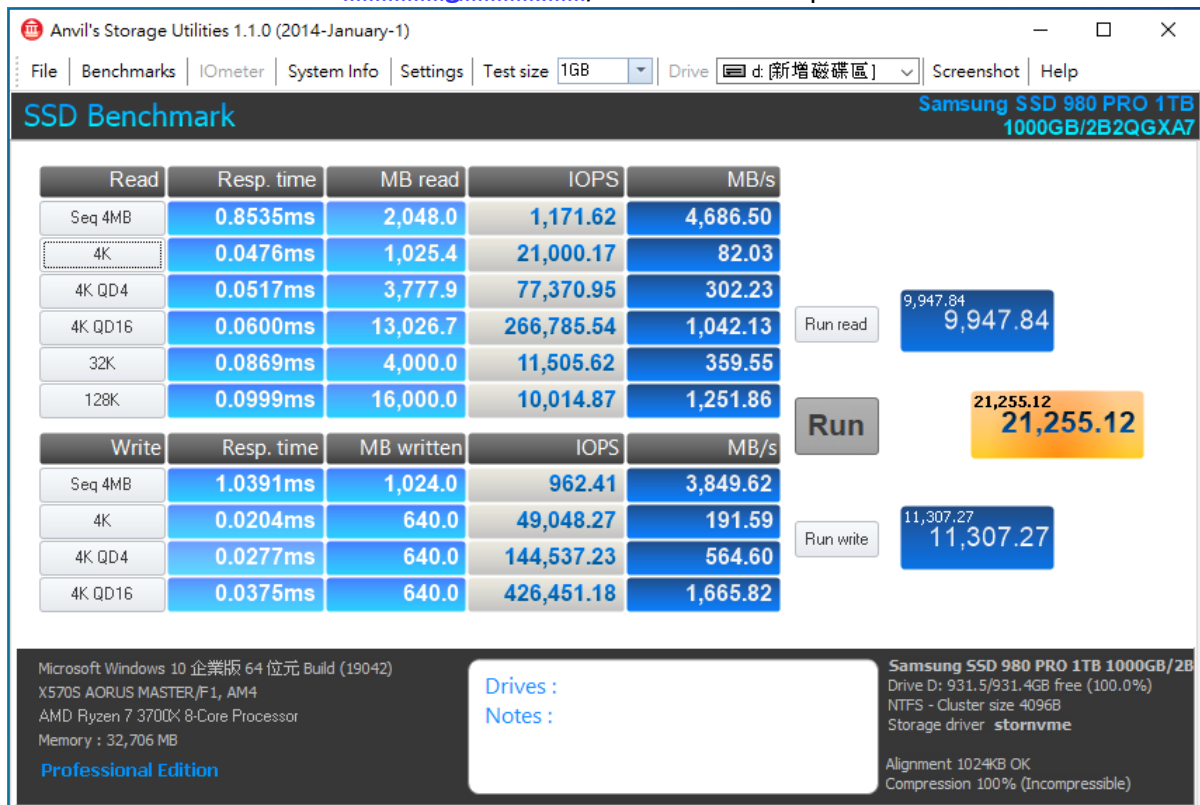 Anvil's Storage Utilities 1.1.0 (2014-January-1)
File Benchmarks IOmeter System Info Settings Test size 1GB Drive d: [新增磁碟區] Screenshot Help
SSD Benchmark
Samsung SSD 980 PRO 1TB
1000GB/2B2QGXA7
Read Resp. time MB read IOPS MB/s
Seq 4MB 0.8535ms 2,048.0 1,171.62 4,686.50
4K 0.0476ms 1,025.4 21,000.17 82.03
4K QD4 0.0517ms 3,777.9 77,370.95 302.23
4K QD16 0.0600ms 13,026.7 266,785.54 1,042.13
32K 0.0869ms 4,000.0 11,505.62 359.55
128K 0.0999ms 16,000.0 10,014.87 1,251.86
Run read
9,947.84
9,947.84
Run
21,255.12
21,255.12
Write Resp. time MB written IOPS MB/s
Seq 4MB 1.0391ms 1,024.0 962.41 3,849.62
4K 0.0204ms 640.0 49,048.27 191.59
4K QD4 0.0277ms 640.0 144,537.23 564.60
4K QD16 0.0375ms 640.0 426,451.18 1,665.82
Run write
11,307.27
11,307.27
Microsoft Windows 10 企業版 64 位元 Build (19042)
X570S AORUS MASTER/F1, AM4
AMD Ryzen 7 3700X 8-Core Processor
Memory : 32,706 MB
Professional Edition
Drives :
Notes :
Samsung SSD 980 PRO 1TB 1000GB/2B
Drive D: 931.5/931.4GB free (100.0%)
NTFS - Cluster size 4096B
Storage driver stornvme
Alignment 1024KB OK
Compression 100% (Incompressible)